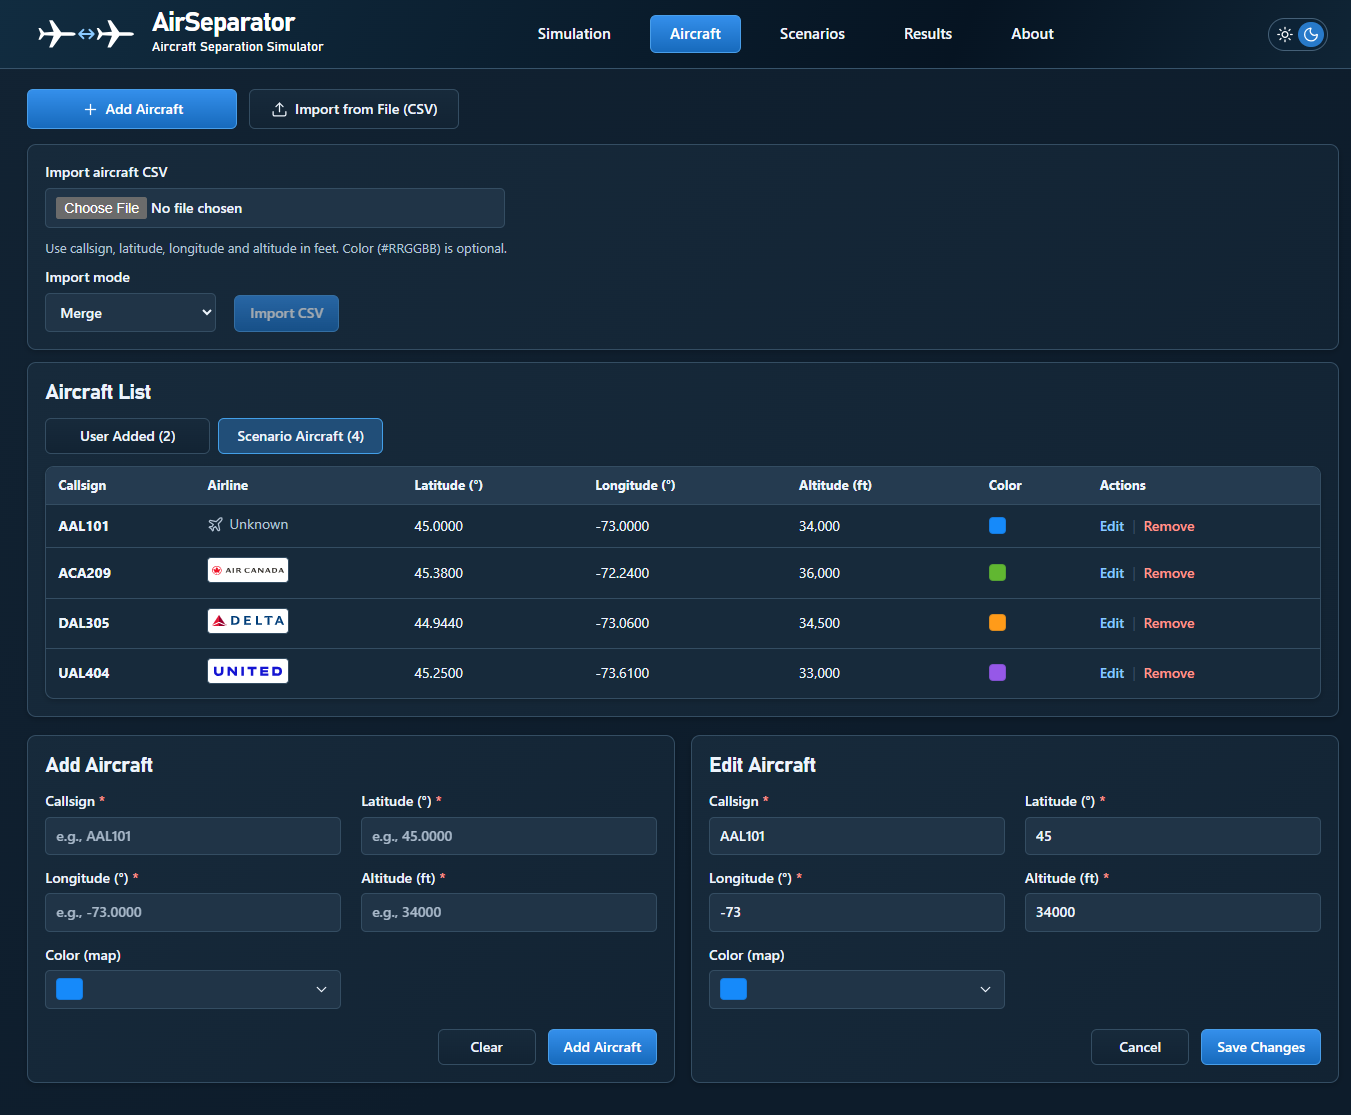 AirSeparator
Aircraft Separation Simulator
Simulation
Aircraft
Scenarios
Results
About
Add Aircraft
Import from File (CSV)
Import aircraft CSV
Choose File No file chosen
Use callsign, latitude, longitude and altitude in feet. Color (#RRGGBB) is optional.
Import mode
Merge
Import CSV
Aircraft List
User Added (2)
Scenario Aircraft (4)
Callsign Airline Latitude (°) Longitude (°) Altitude (ft) Color Actions
AAL101 Unknown 45.0000 -73.0000 34,000 Edit | Remove
ACA209 AIR CANADA 45.3800 -72.2400 36,000 Edit | Remove
DAL305 DELTA 44.9440 -73.0600 34,500 Edit | Remove
UAL404 UNITED 45.2500 -73.6100 33,000 Edit | Remove
Add Aircraft
Callsign * Latitude (°) *
e.g., AAL101 e.g., 45.0000
Longitude (°) * Altitude (ft) *
e.g., -73.0000 e.g., 34000
Color (map)
Clear Add Aircraft
Edit Aircraft
Callsign * Latitude (°) *
AAL101 45
Longitude (°) * Altitude (ft) *
-73 34000
Color (map)
Cancel Save Changes